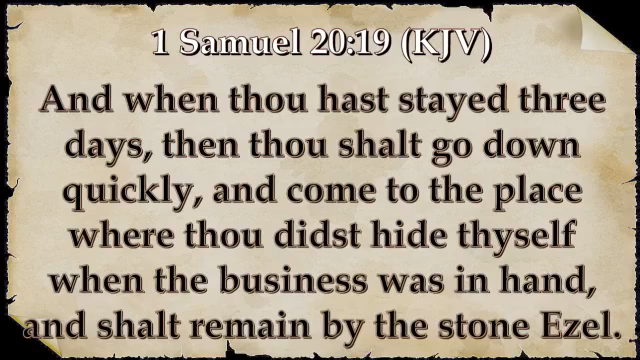 1 Samuel 20:19 (KJV)
And when thou hast stayed three
days, then thou shalt go down
quickly, and come to the place
where thou didst hide thyself
when the business was in hand,
and shalt remain by the stone Ezel.